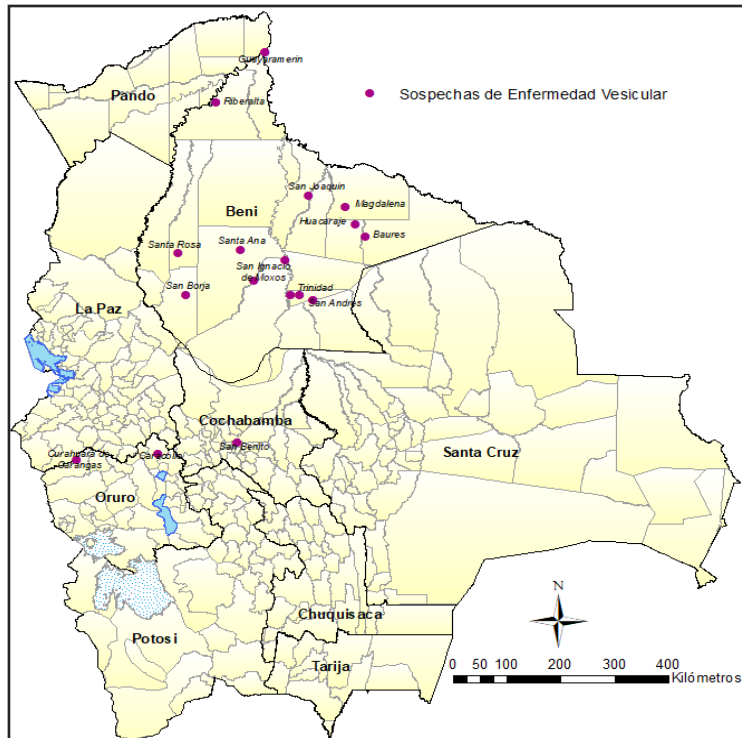 Guayaramerin
Pando
Sospechas de Enfermedad Vesicular
Riberalta
San Joaquin
Magdalena
Beni
Huacaraje
Baures
Santa Rosa
Santa Ana
San Ignacio
de Moxos
San Borja
Trinidad
San Andres
La Paz
Cochabamba
San Benito
Santa Cruz
Curahuara de
Carangas
Caracollo
Oruro
N
Chuquisaca
Potosi
Tarija
0 50 100 200 300 400
Kilómetros